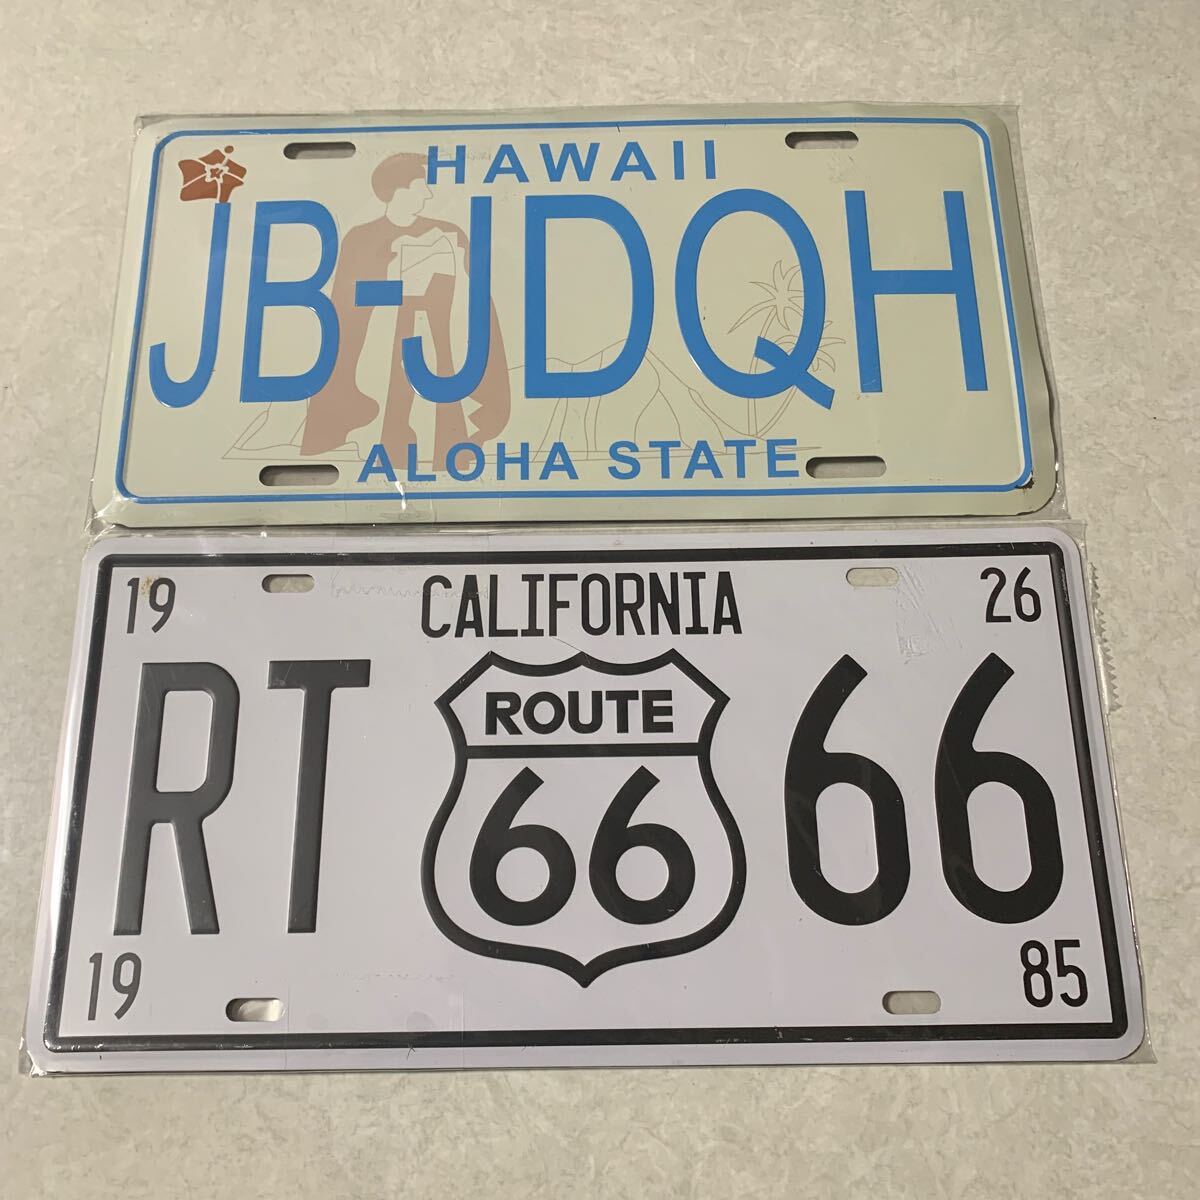 HAWAII
JB-JDQH
ALOHA STATE
19 CALIFORNIA 26
RT ROUTE 66 66
19 85